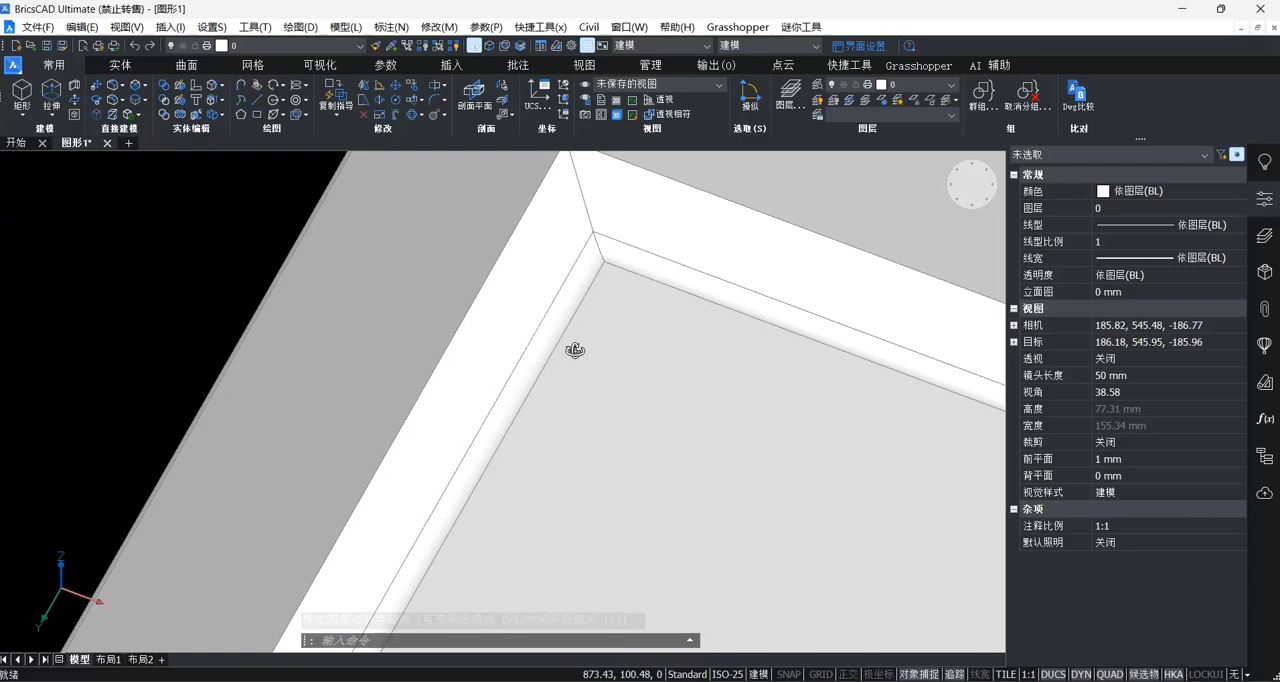 BricsCAD Ultimate (禁止转售) - [图形1]
文件(F) 编辑(E) 视图(V) 插入(I) 设置(S) 工具(T) 绘图(D) 模型(L) 标注(N) 修改(M) 参数(P) 快捷工具(x) Civil 窗口(W) 帮助(H) Grasshopper 迷你工具
0 建模 建模 界面设置
常用 实体 曲面 网格 可视化 参数 插入 批注 视图 管理 输出(O) 点云 快捷工具 Grasshopper AI 辅助
未保存的视图 0
矩形 拉伸 复制指导 剖面平面 UCS... 透视 操纵 图层... 群组... 取消分组... Dwg比较
透视相符
建模 直接建模 实体编辑 绘图 修改 剖面 坐标 视图 选取(S) 图层 组 比对
开始 图形1*
未选取
常规
颜色 依图层(BL)
图层 0
线型 依图层(BL)
线型比例 1
线宽 依图层(BL)
透明度 依图层(BL)
立面图 0 mm
视图
相机 185.82, 545.48, -186.77
目标 186.18, 545.95, -185.96
透视 关闭
镜头长度 50 mm
视角 38.58
高度 77.31 mm
宽度 155.34 mm
裁剪 关闭
前平面 1 mm
背平面 0 mm
视觉样式 建模
杂项
注释比例 1:1
默认照明 关闭
Z
Y
: 输入命令
模型 布局1 布局2 +
就绪 873.43, 100.48, 0 Standard ISO-25 建模 SNAP GRID 正交 极坐标 对象捕捉 追踪 线宽 TILE 1:1 DUCS DYN QUAD 候选物 HKA LOCKUI 无